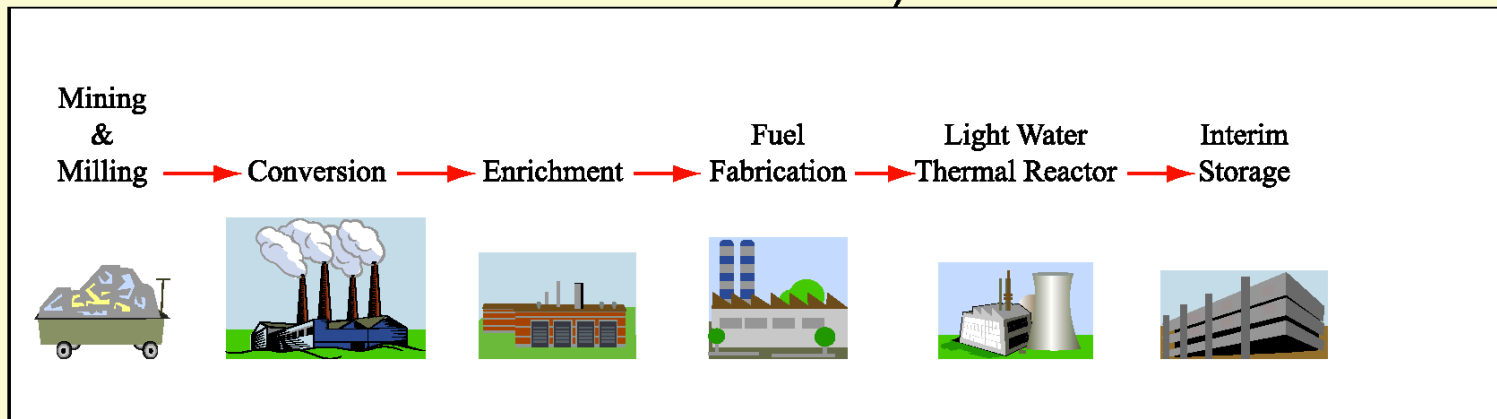 Mining
&
Milling
Conversion
Enrichment
Fuel
Fabrication
Light Water
Thermal Reactor
Interim
Storage